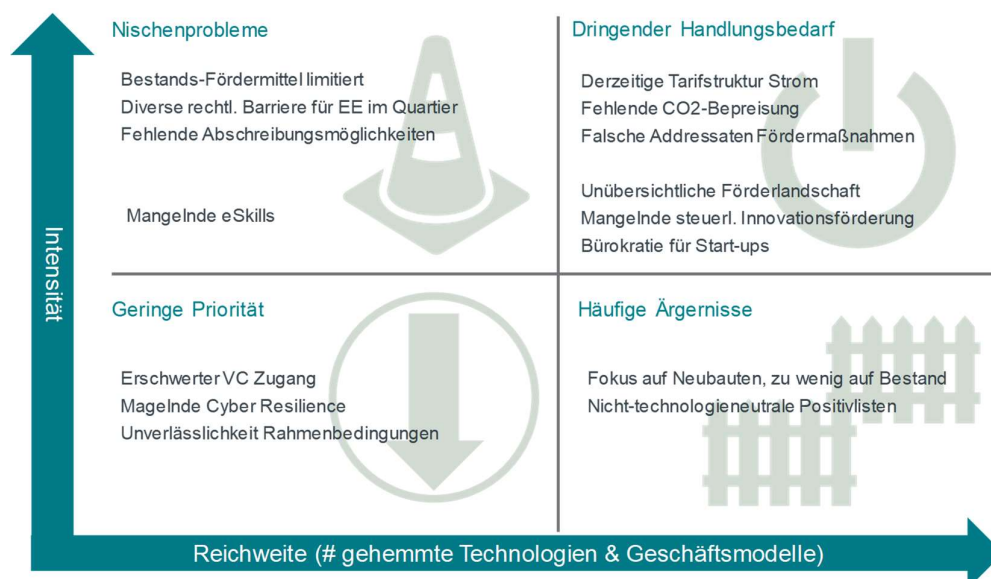 Nischenprobleme
Bestands-Fördermittel limitiert
Diverse rechtl. Barriere für EE im Quartier
Fehlende Abschreibungsmöglichkeiten
Mangelnde eSkills
Dringender Handlungsbedarf
Derzeitige Tarifstruktur Strom
Fehlende CO2-Bepreisung
Falsche Addressaten Fördermaßnahmen
Unübersichtliche Förderlandschaft
Mangelnde steuerl. Innovationsförderung
Bürokratie für Start-ups
Intensität
Geringe Priorität
Erschwerter VC Zugang
Magelnde Cyber Resilience
Unverlässlichkeit Rahmenbedingungen
Häufige Ärgernisse
Fokus auf Neubauten, zu wenig auf Bestand
Nicht-technologieneutrale Positivlisten
Reichweite (# gehemmte Technologien & Geschäftsmodelle)